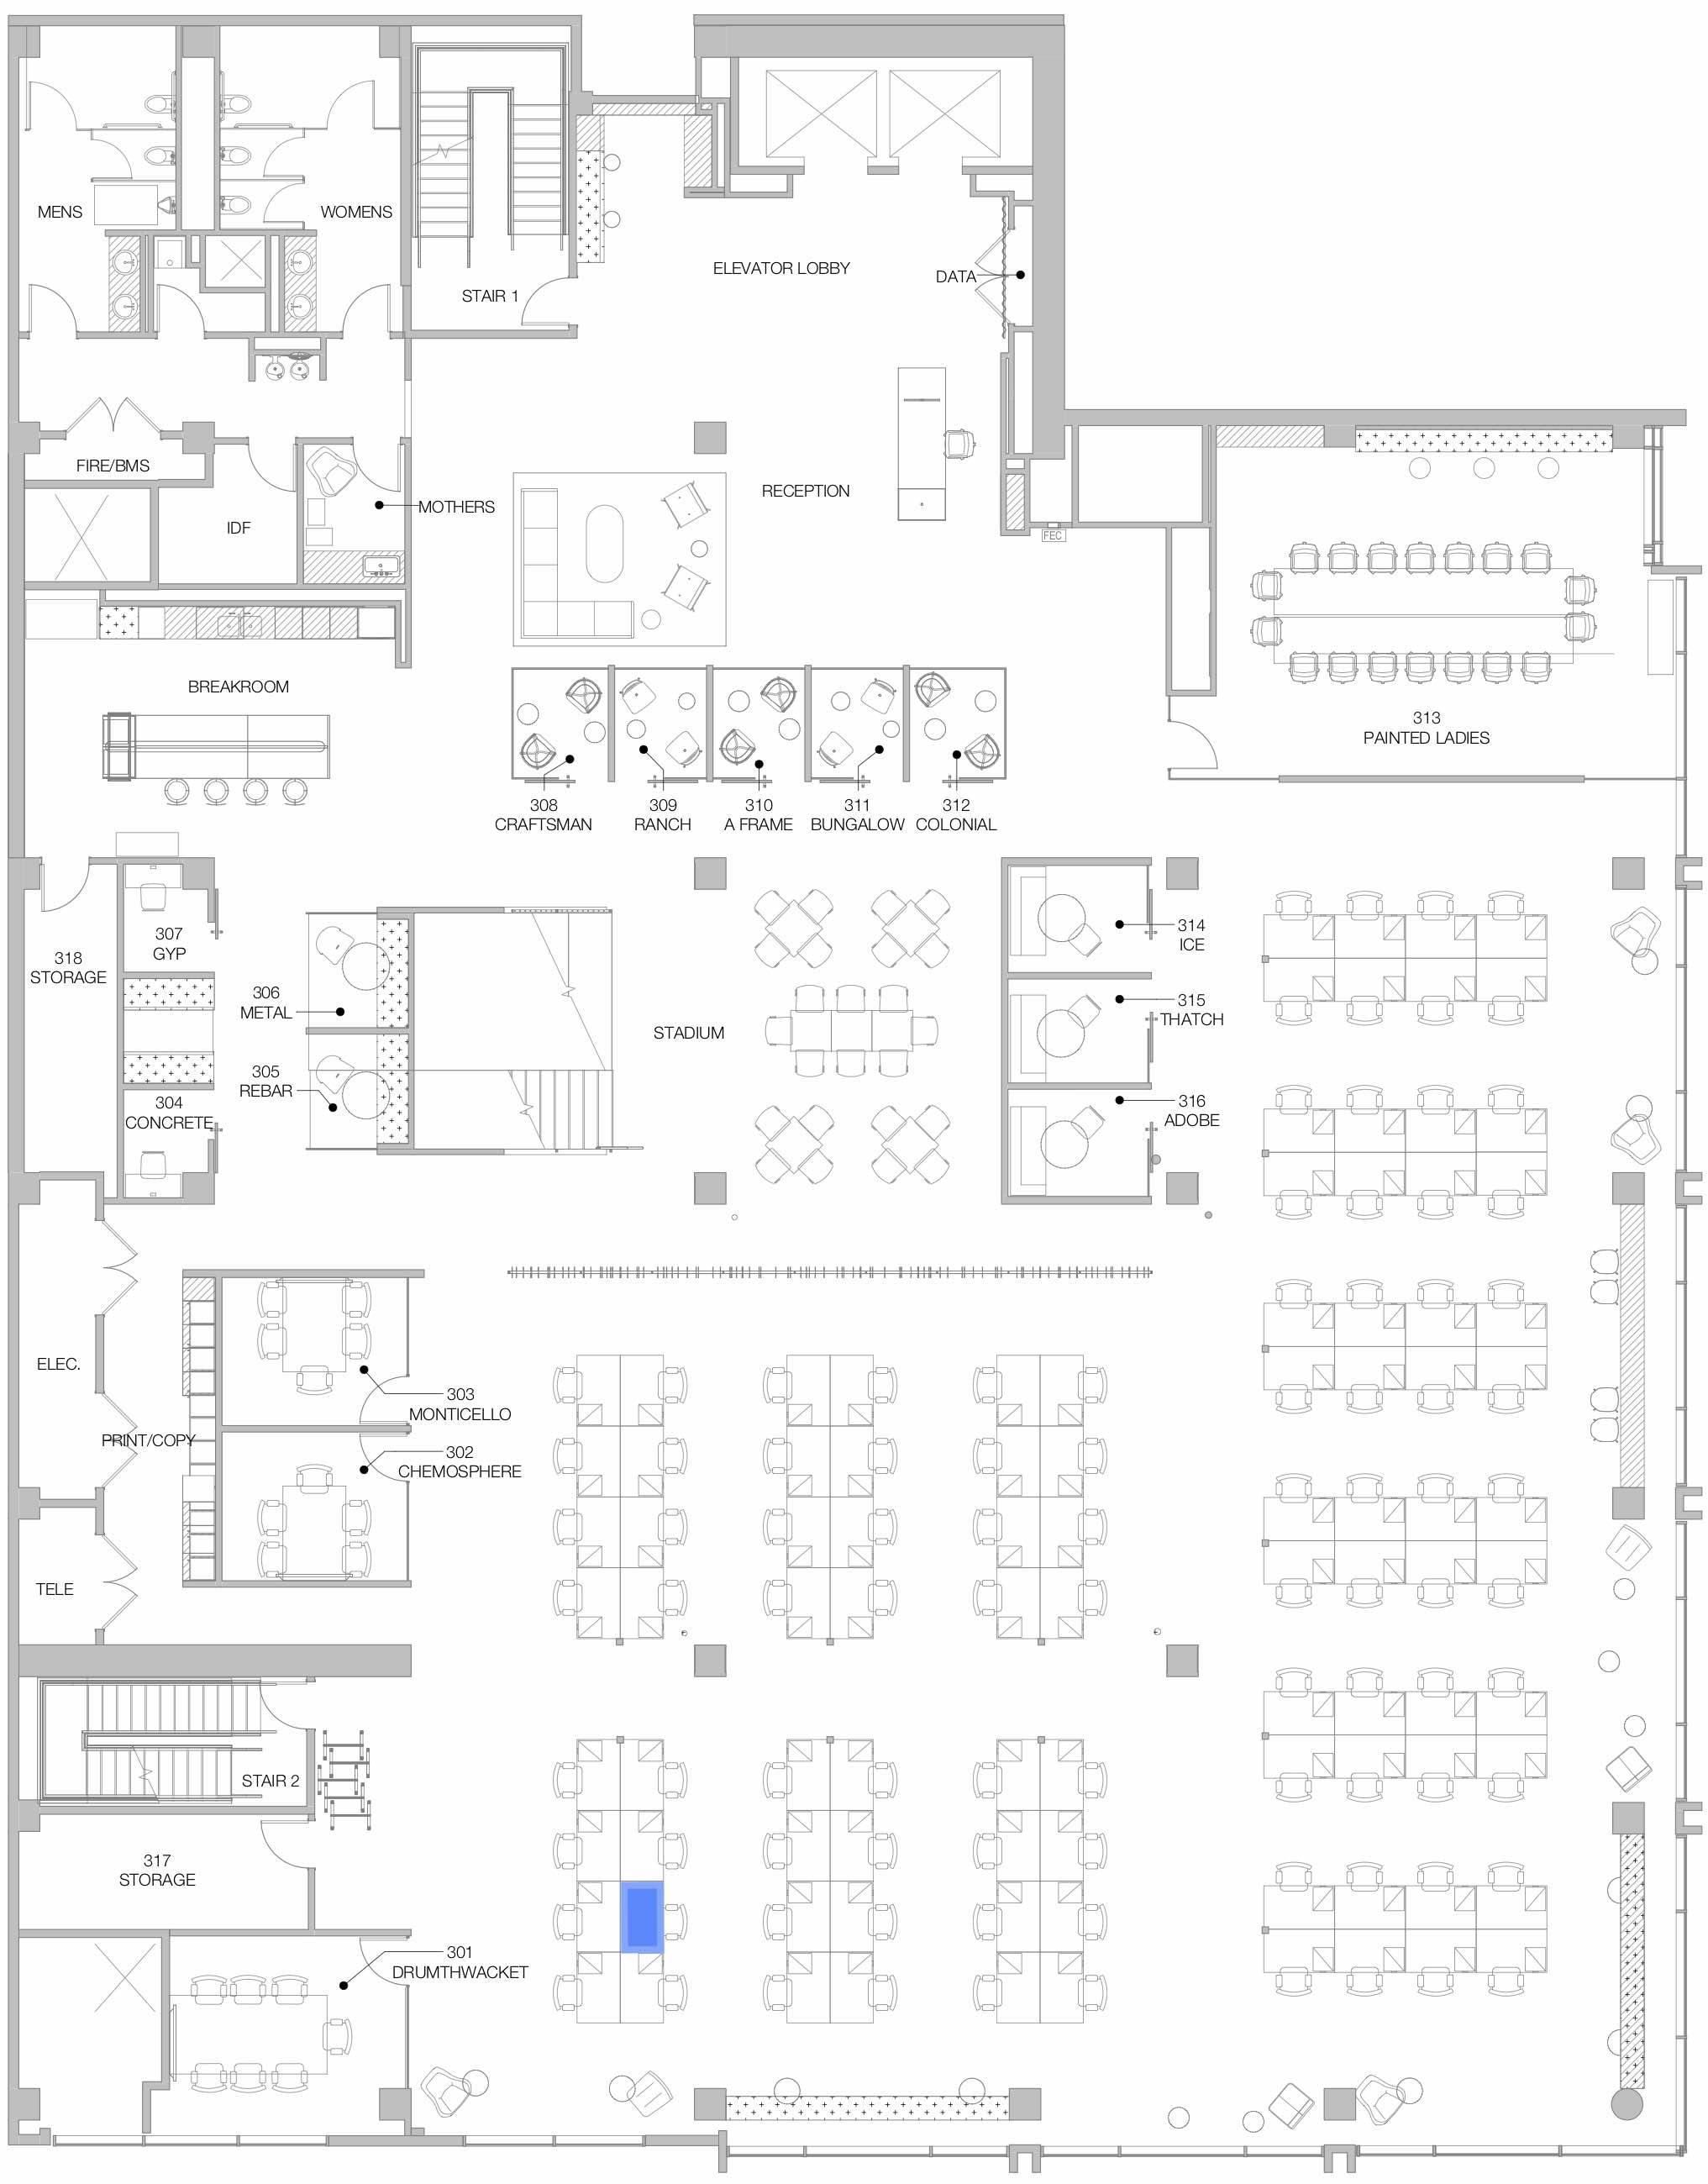 MENS
WOMENS
STAIR 1
ELEVATOR LOBBY
DATA
FIRE/BMS
IDF
MOTHERS
RECEPTION
FEC
BREAKROOM
313
PAINTED LADIES
308
CRAFTSMAN
309
RANCH
310
A FRAME
311
BUNGALOW
312
COLONIAL
307
GYP
318
STORAGE
306
METAL
305
REBAR
304
CONCRETE
STADIUM
314
ICE
315
THATCH
316
ADOBE
ELEC.
303
MONTICELLO
PRINT/COPY
302
CHEMOSPHERE
TELE
STAIR 2
317
STORAGE
301
DRUMTHWACKET